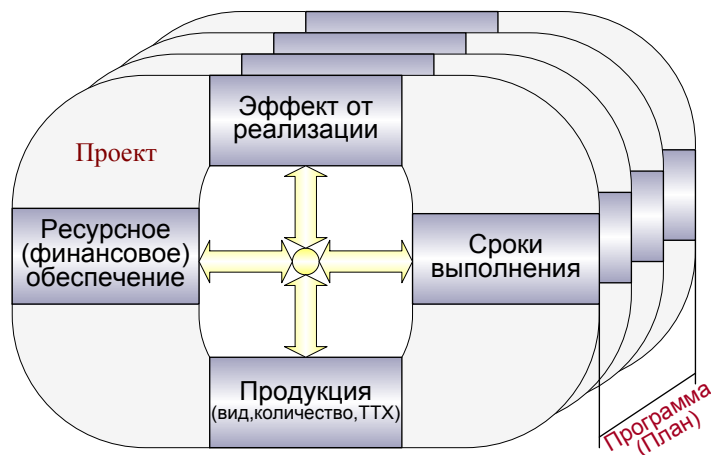 Эффект от
реализации
Проект
Ресурсное
(финансовое)
обеспечение
Сроки
выполнения
Продукция
(вид,количество,ТТХ)
Программа
(План)